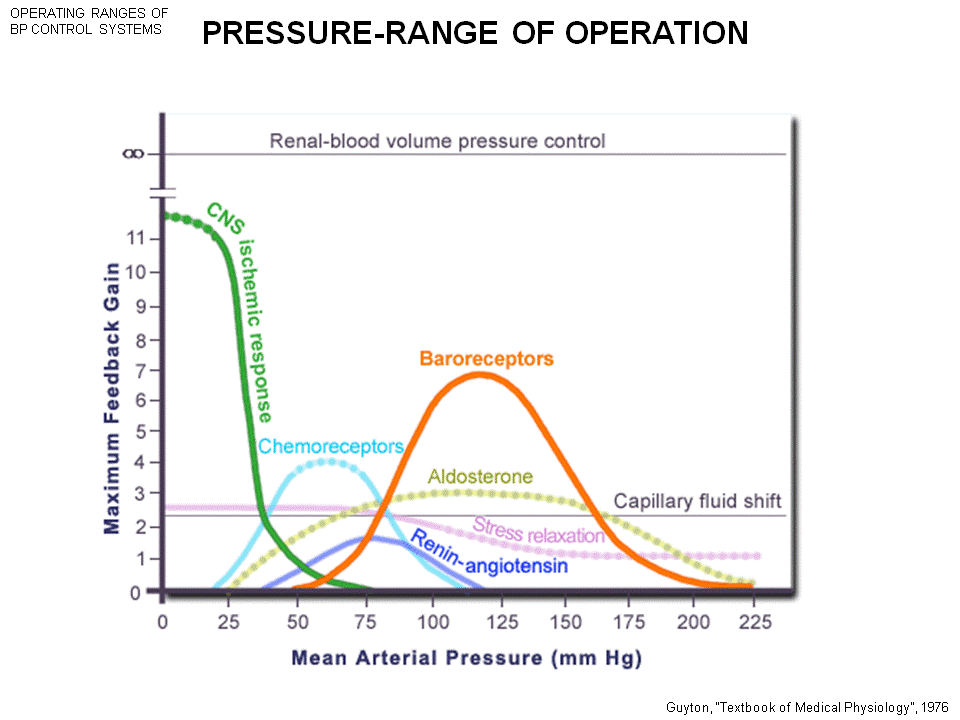 OPERATING RANGES OF
BP CONTROL SYSTEMS
PRESSURE-RANGE OF OPERATION
Renal-blood volume pressure control
∞
CNS ischemic response
11
10
9
8
7
6
5
4
3
2
1
0
Maximum Feedback Gain
Baroreceptors
Chemoreceptors
Aldosterone
Capillary fluid shift
Stress relaxation
Renin-angiotensin
0 25 50 75 100 125 150 175 200 225
Mean Arterial Pressure (mm Hg)
Guyton, "Textbook of Medical Physiology", 1976